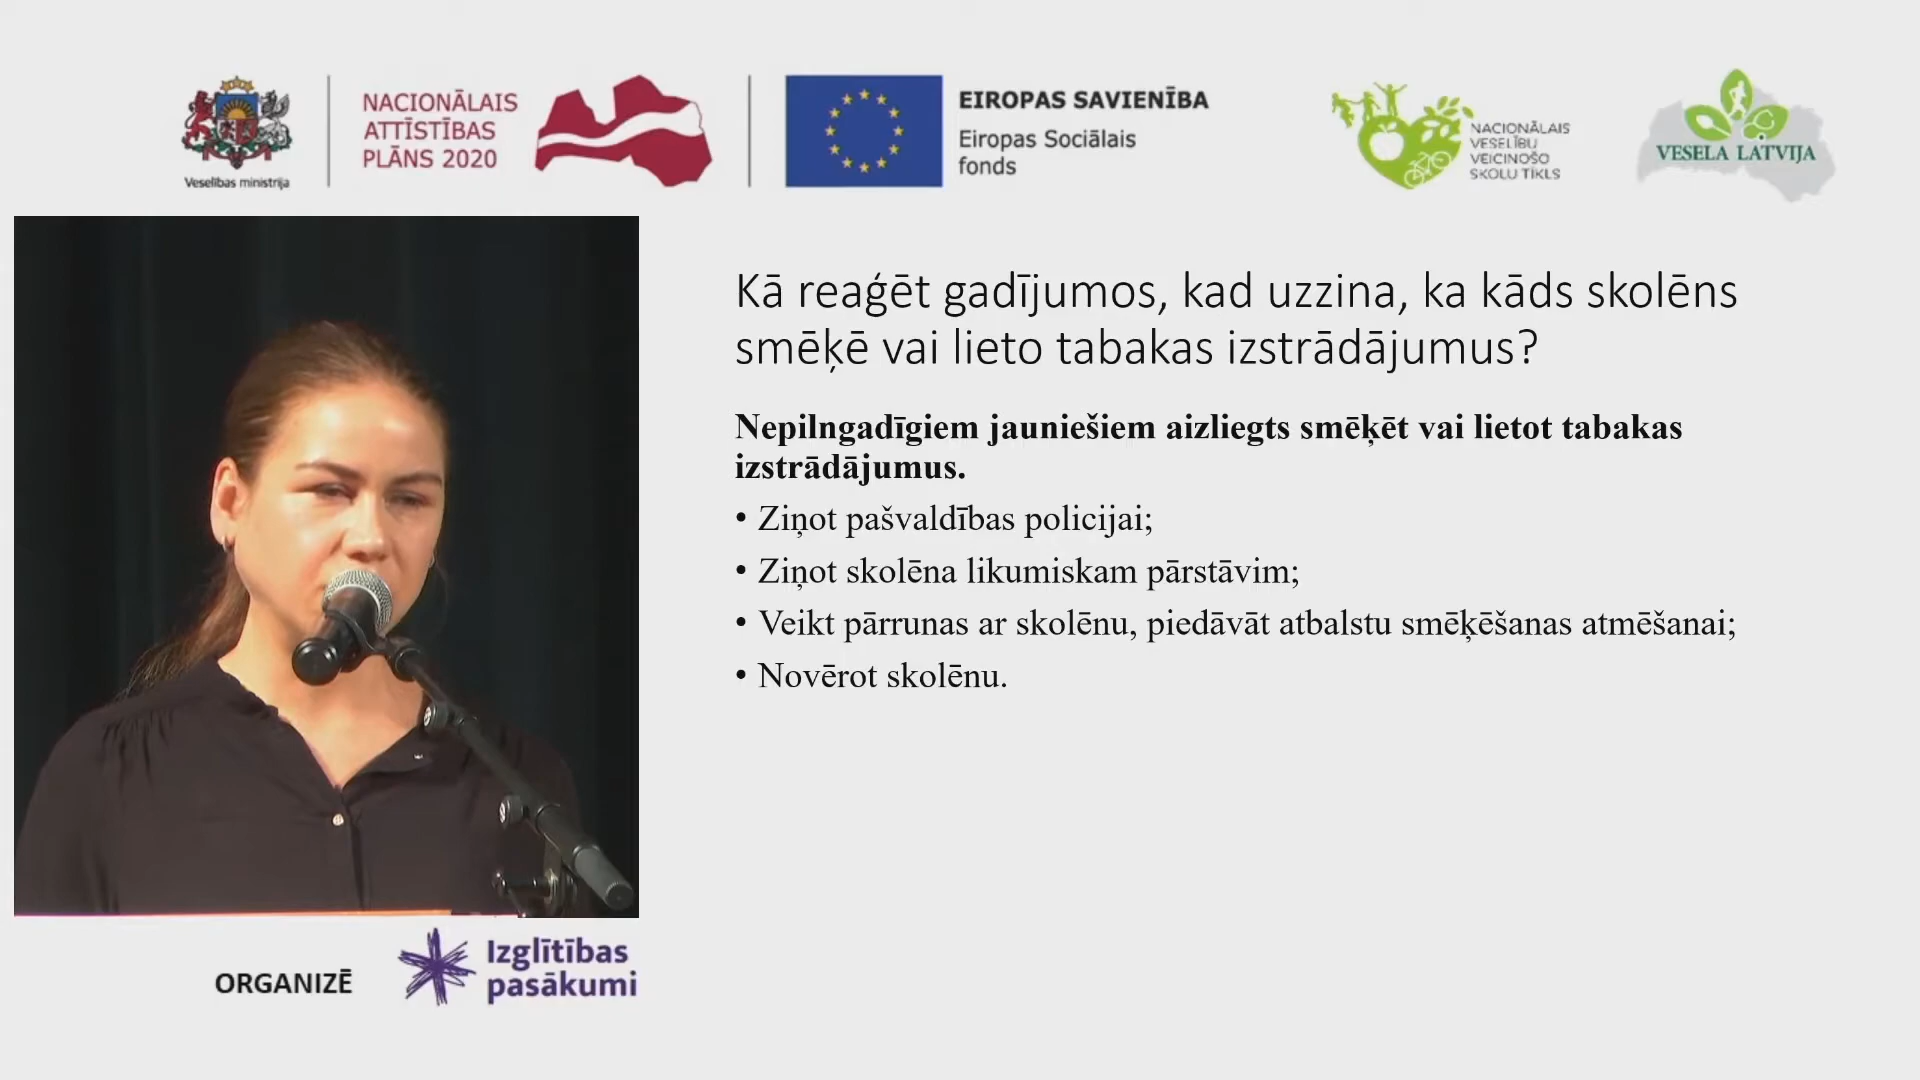 Veselības ministrija
NACIONĀLAIS
ATTĪSTĪBAS
PLĀNS 2020
EIROPAS SAVIENĪBA
Eiropas Sociālais
fonds
NACIONĀLAIS
VESELĪBU
VEICINOŠO
SKOLU TĪKLS
VESELA LATVIJA
Kā reaģēt gadījumos, kad uzzina, ka kāds skolēns
smēķē vai lieto tabakas izstrādājumus?
Nepilngadīgiem jauniešiem aizliegts smēķēt vai lietot tabakas
izstrādājumus.
• Ziņot pašvaldības policijai;
• Ziņot skolēna likumiskam pārstāvim;
• Veikt pārrunas ar skolēnu, piedāvāt atbalstu smēķēšanas atmešanai;
• Novērot skolēnu.
ORGANIZĒ
Izglītības
pasākumi